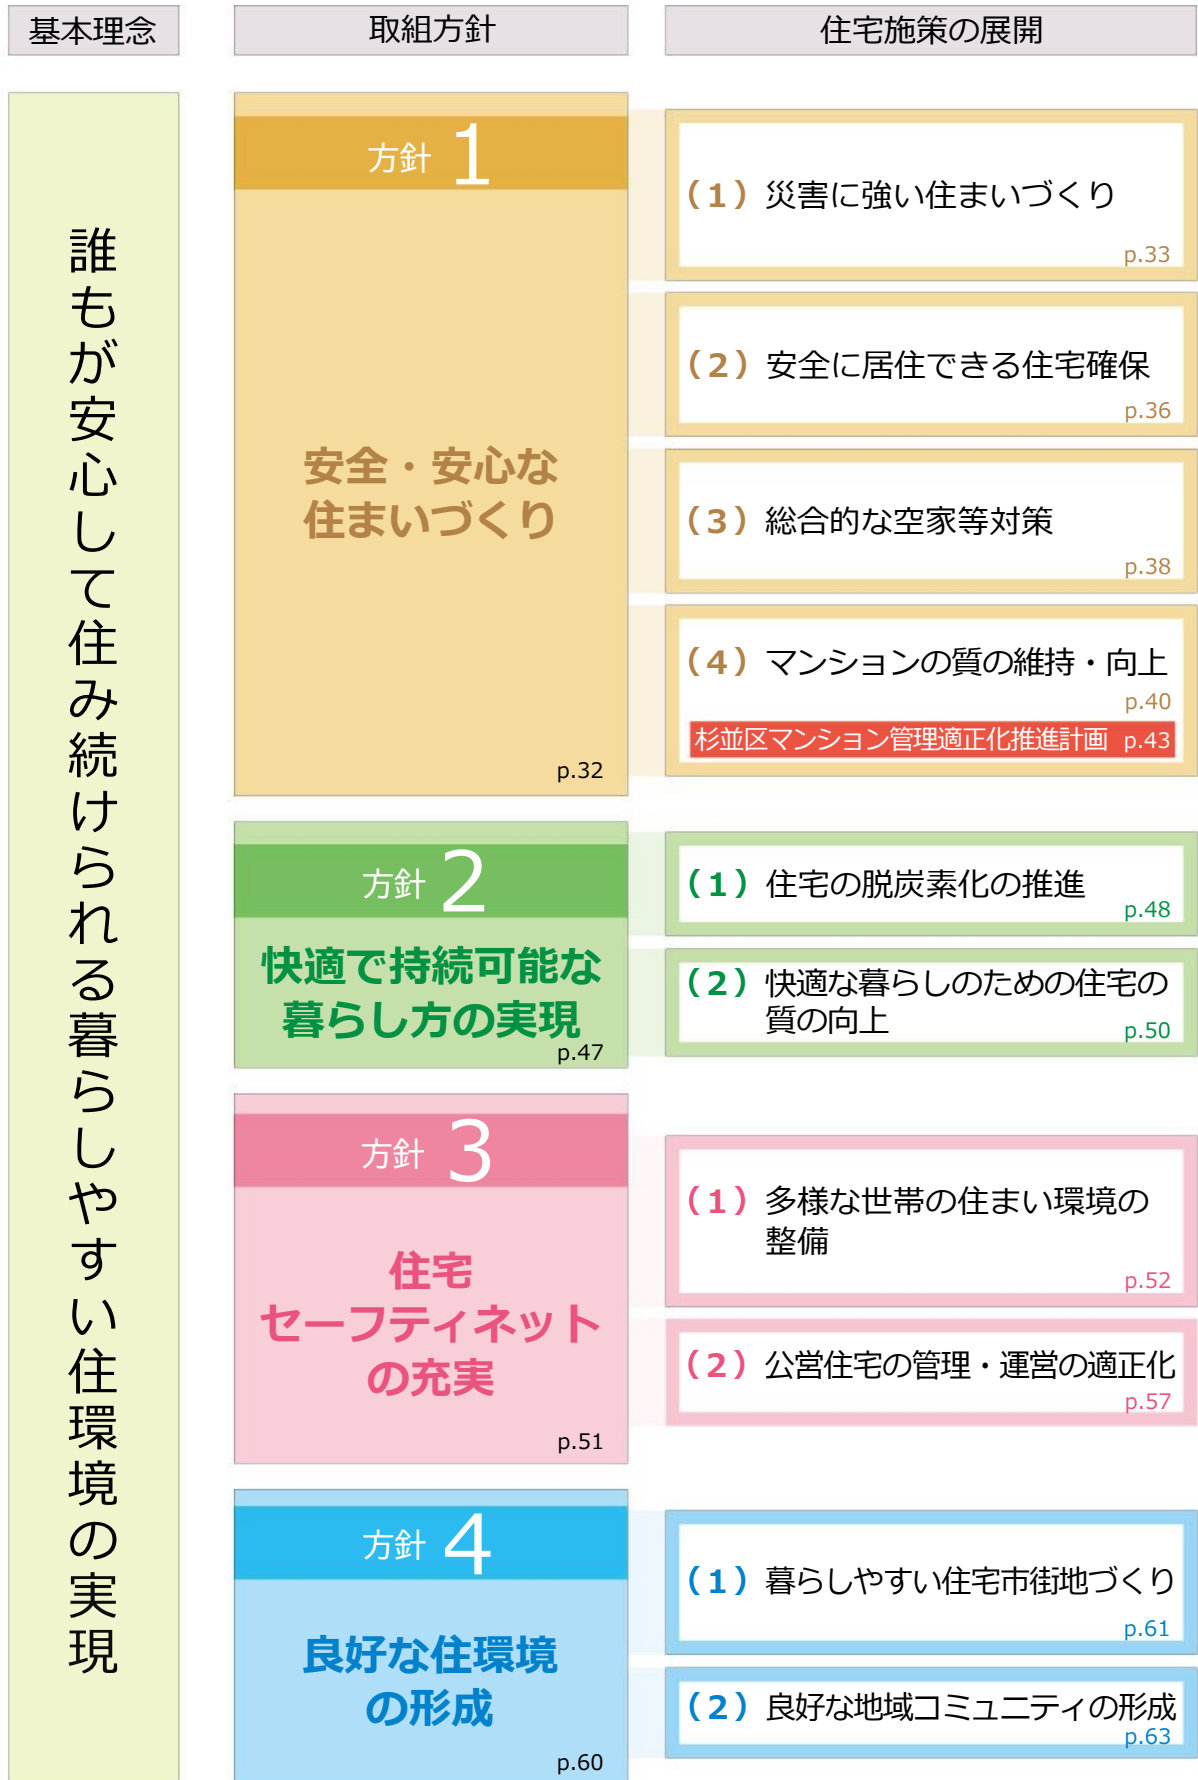 基本理念
取組方針
住宅施策の展開
誰もが安心して住み続けられる暮らしやすい住環境の実現
方針 1
安全・安心な
住まいづくり
p.32
(1) 災害に強い住まいづくり
p.33
(2) 安全に居住できる住宅確保
p.36
(3) 総合的な空家等対策
p.38
(4) マンションの質の維持・向上
p.40
杉並区マンション管理適正化推進計画 p.43
方針 2
快適で持続可能な
暮らし方の実現
p.47
(1) 住宅の脱炭素化の推進
p.48
(2) 快適な暮らしのための住宅の
質の向上
p.50
方針 3
住宅
セーフティネット
の充実
p.51
(1) 多様な世帯の住まい環境の
整備
p.52
(2) 公営住宅の管理・運営の適正化
p.57
方針 4
良好な住環境
の形成
p.60
(1) 暮らしやすい住宅市街地づくり
p.61
(2) 良好な地域コミュニティの形成
p.63